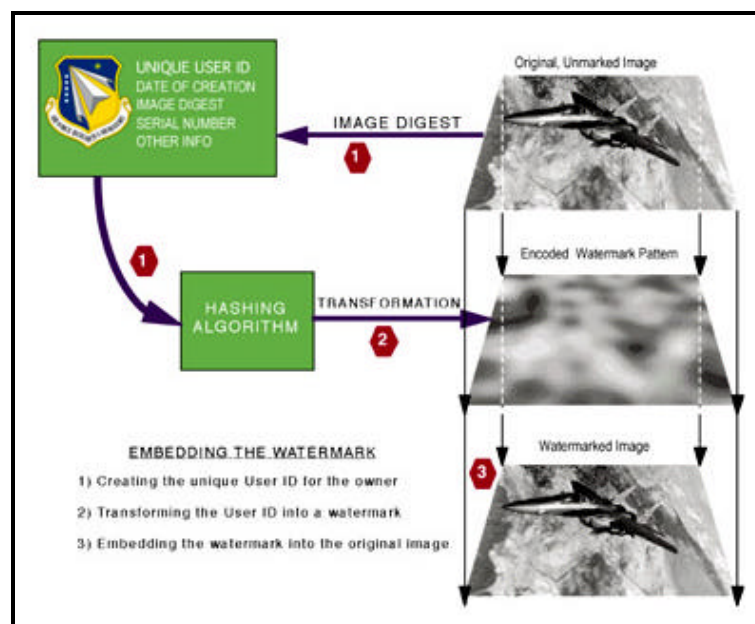 UNIQUE USER ID
DATE OF CREATION
IMAGE DIGEST
SERIAL NUMBER
OTHER INFO
Original, Unmarked Image
IMAGE DIGEST
1
1
Encoded Watermark Pattern
HASHING
ALGORITHM
TRANSFORMATION
2
EMBEDDING THE WATERMARK
1) Creating the unique User ID for the owner
2) Transforming the User ID into a watermark
3) Embedding the watermark into the original image
Watermarked Image
3